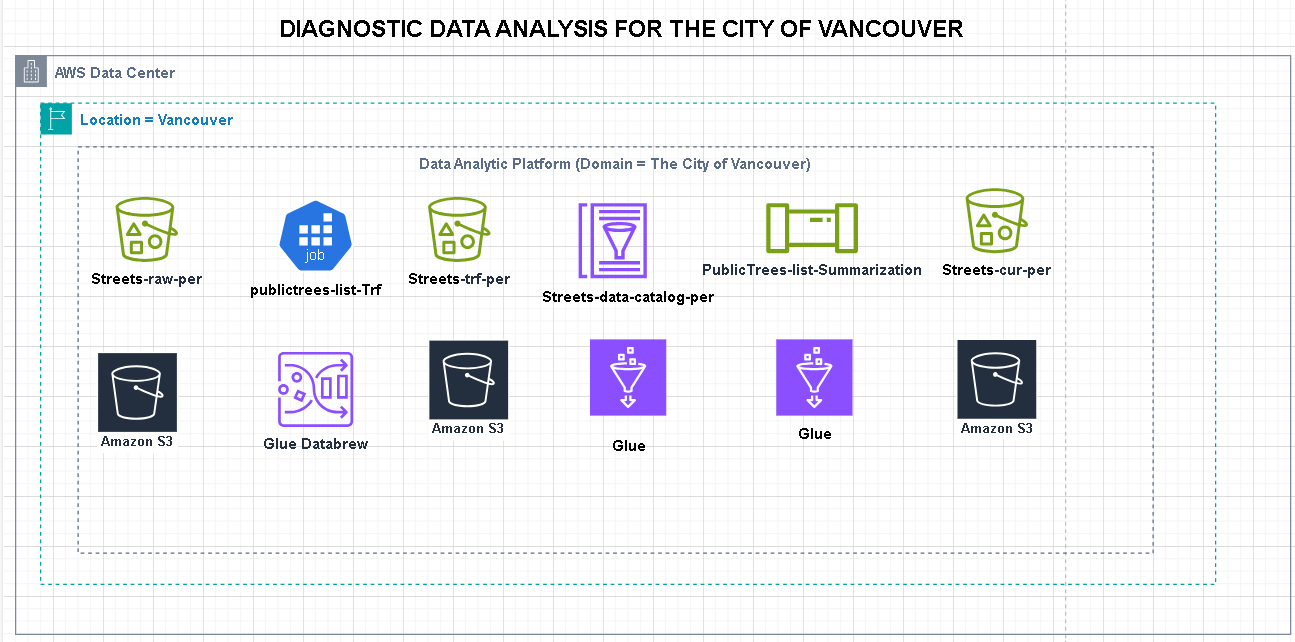 DIAGNOSTIC DATA ANALYSIS FOR THE CITY OF VANCOUVER
AWS Data Center
Location = Vancouver
Data Analytic Platform (Domain = The City of Vancouver)
job
Streets-raw-per
publictrees-list-Trf
Streets-trf-per
Streets-data-catalog-per
PublicTrees-list-Summarization
Streets-cur-per
Amazon S3
Glue Databrew
Amazon S3
Glue
Glue
Amazon S3